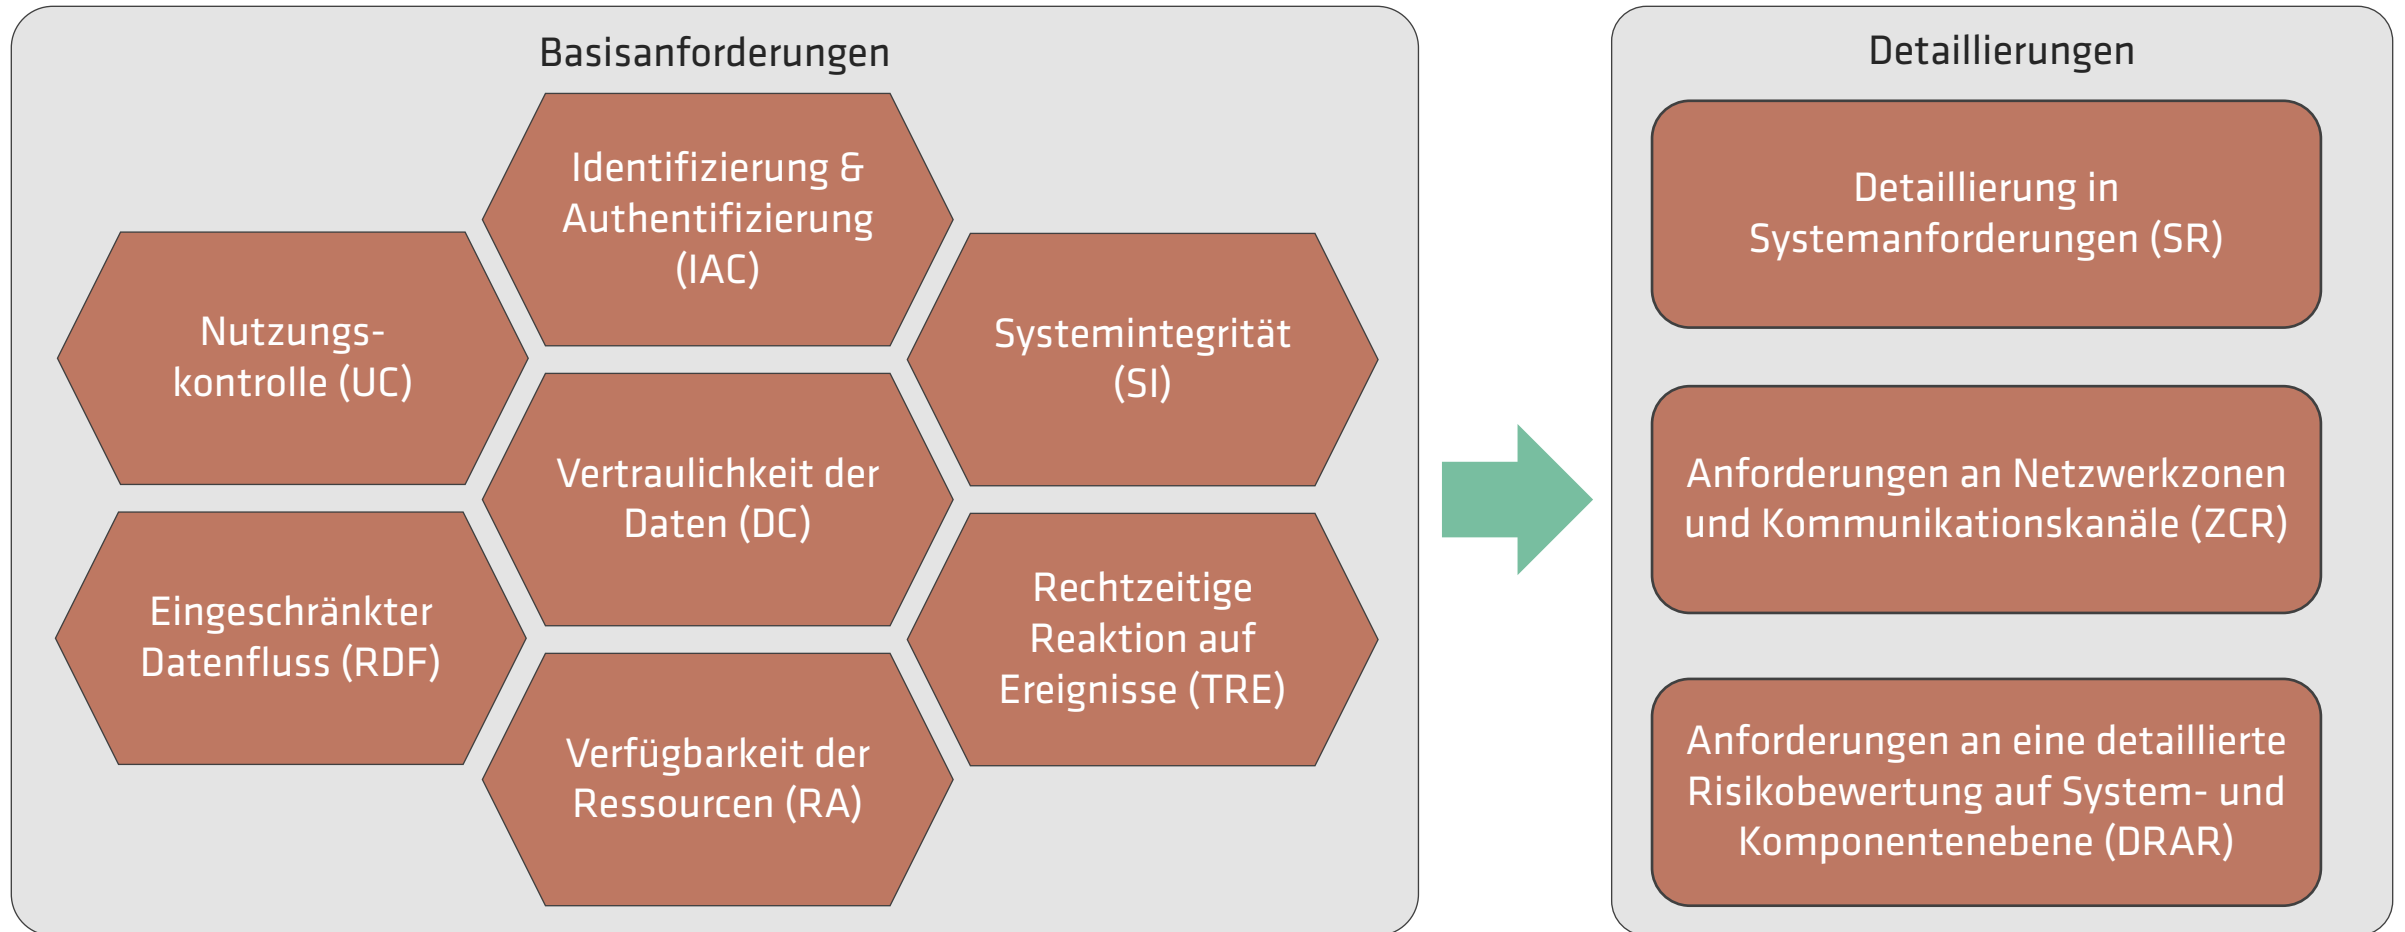 Basisanforderungen
Identifizierung &
Authentifizierung
(IAC)
Nutzungs-
kontrolle (UC)
Systemintegrität
(SI)
Vertraulichkeit der
Daten (DC)
Eingeschränkter
Datenfluss (RDF)
Rechtzeitige
Reaktion auf
Ereignisse (TRE)
Verfügbarkeit der
Ressourcen (RA)
Detaillierungen
Detaillierung in
Systemanforderungen (SR)
Anforderungen an Netzwerkzonen
und Kommunikationskanäle (ZCR)
Anforderungen an eine detaillierte
Risikobewertung auf System- und
Komponentenebene (DRAR)